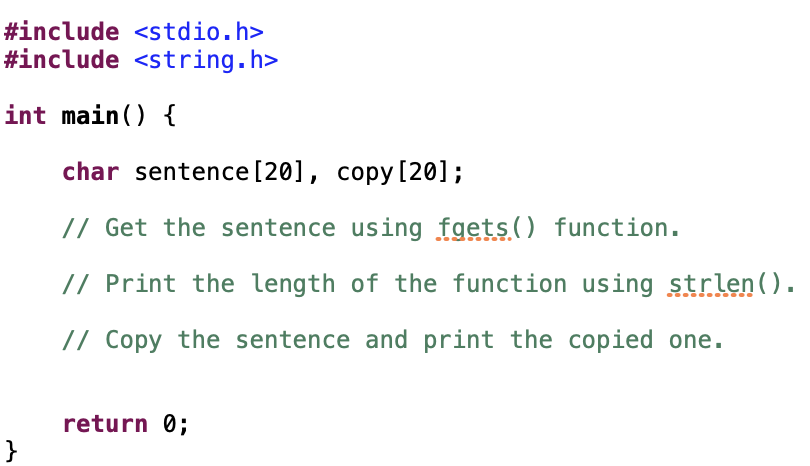 #include <stdio.h>
#include <string.h>
int main() {
char sentence[20], copy[20];
// Get the sentence using fgets() function.
// Print the length of the function using strlen().
// Copy the sentence and print the copied one.
return 0;
}